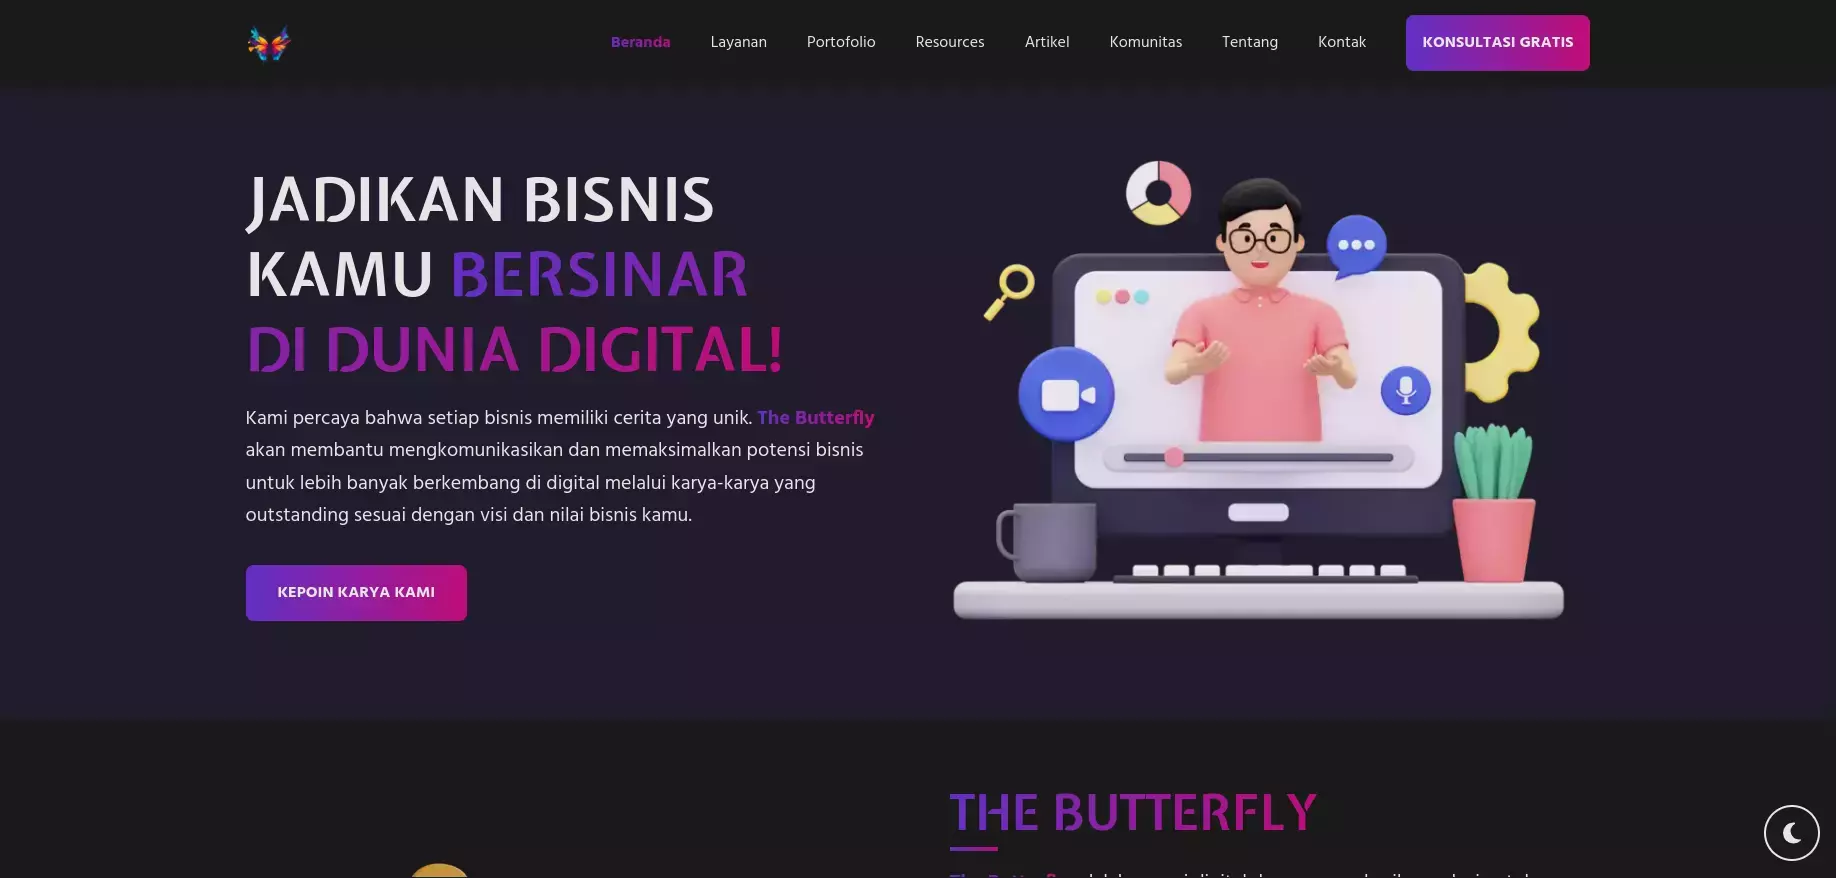 Beranda
Layanan
Portofolio
Resources
Artikel
Komunitas
Tentang
Kontak
KONSULTASI GRATIS
JADIKAN BISNIS
KAMU BERSINAR
DI DUNIA DIGITAL!
Kami percaya bahwa setiap bisnis memiliki cerita yang unik. The Butterfly
akan membantu mengkomunikasikan dan memaksimalkan potensi bisnis
untuk lebih banyak berkembang di digital melalui karya-karya yang
outstanding sesuai dengan visi dan nilai bisnis kamu.
KEPOIN KARYA KAMI
THE BUTTERFLY